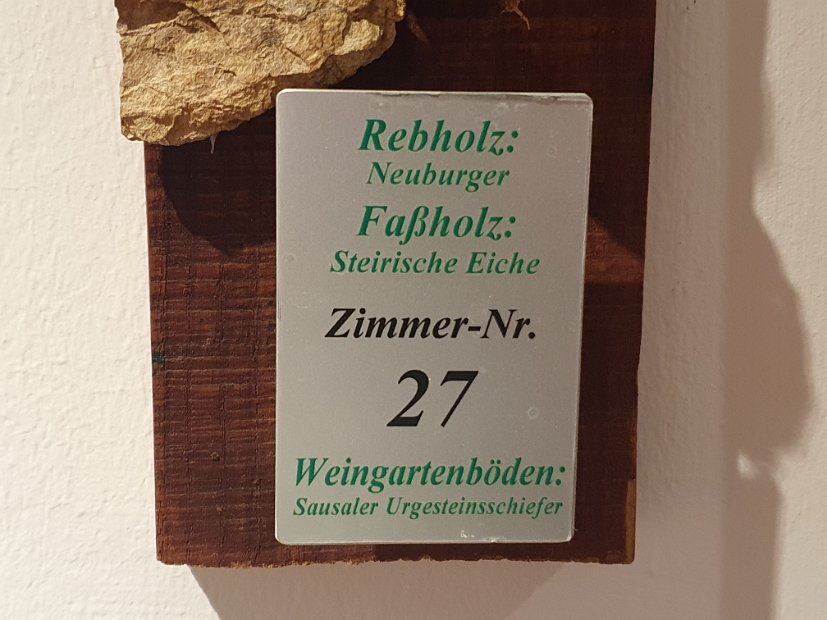 Rebholz:
Neuburger
Faßholz:
Steirische Eiche
Zimmer-Nr.
27
Weingartenböden:
Sausaler Urgesteinsschiefer